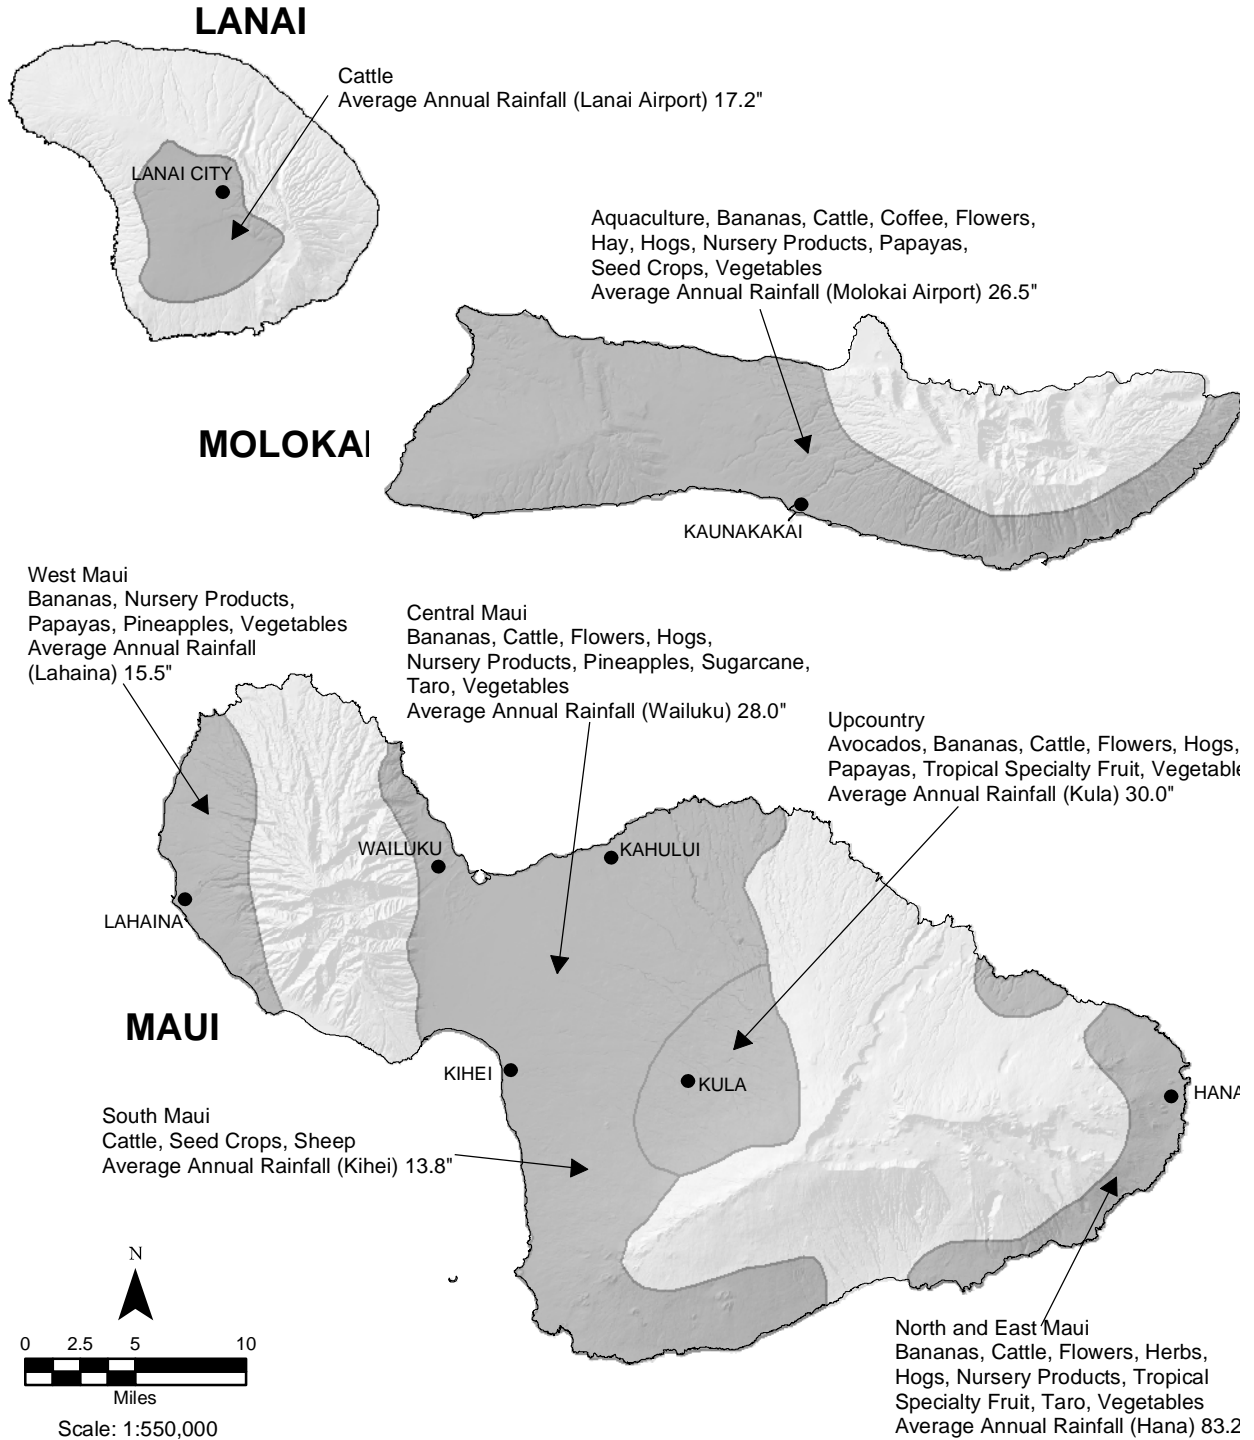 LANAI
Cattle
Average Annual Rainfall (Lanai Airport) 17.2"
LANAI CITY
Aquaculture, Bananas, Cattle, Coffee, Flowers,
Hay, Hogs, Nursery Products, Papayas,
Seed Crops, Vegetables
Average Annual Rainfall (Molokai Airport) 26.5"
MOLOKAI
KAUNAKAKAI
West Maui
Bananas, Nursery Products,
Papayas, Pineapples, Vegetables
Average Annual Rainfall
(Lahaina) 15.5"
Central Maui
Bananas, Cattle, Flowers, Hogs,
Nursery Products, Pineapples, Sugarcane,
Taro, Vegetables
Average Annual Rainfall (Wailuku) 28.0"
Upcountry
Avocados, Bananas, Cattle, Flowers, Hogs,
Papayas, Tropical Specialty Fruit, Vegetable
Average Annual Rainfall (Kula) 30.0"
WAILUKU
KAHULUI
LAHAINA
MAUI
KIHEI
KULA
HANA
South Maui
Cattle, Seed Crops, Sheep
Average Annual Rainfall (Kihei) 13.8"
N
0 2.5 5 10
Miles
Scale: 1:550,000
North and East Maui
Bananas, Cattle, Flowers, Herbs,
Hogs, Nursery Products, Tropical
Specialty Fruit, Taro, Vegetables
Average Annual Rainfall (Hana) 83.2